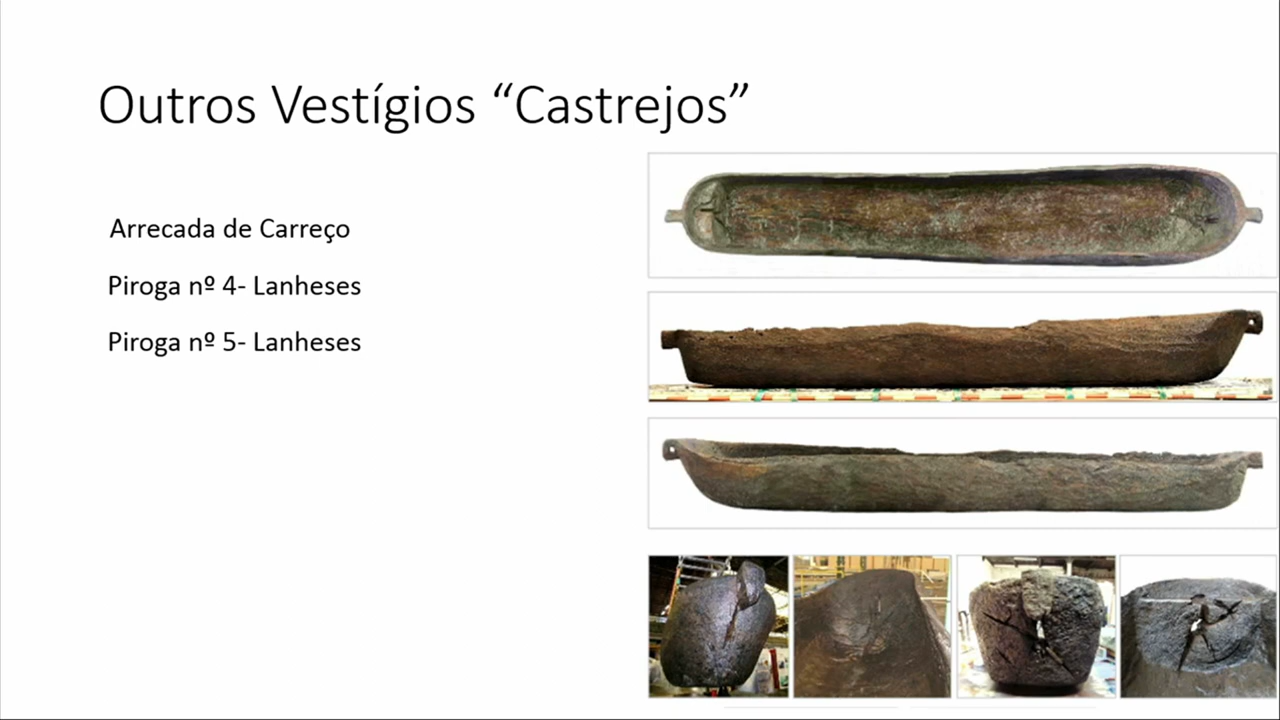 Outros Vestígios “Castrejos”
Arrecada de Carreço
Piroga nº 4- Lanheses
Piroga nº 5- Lanheses